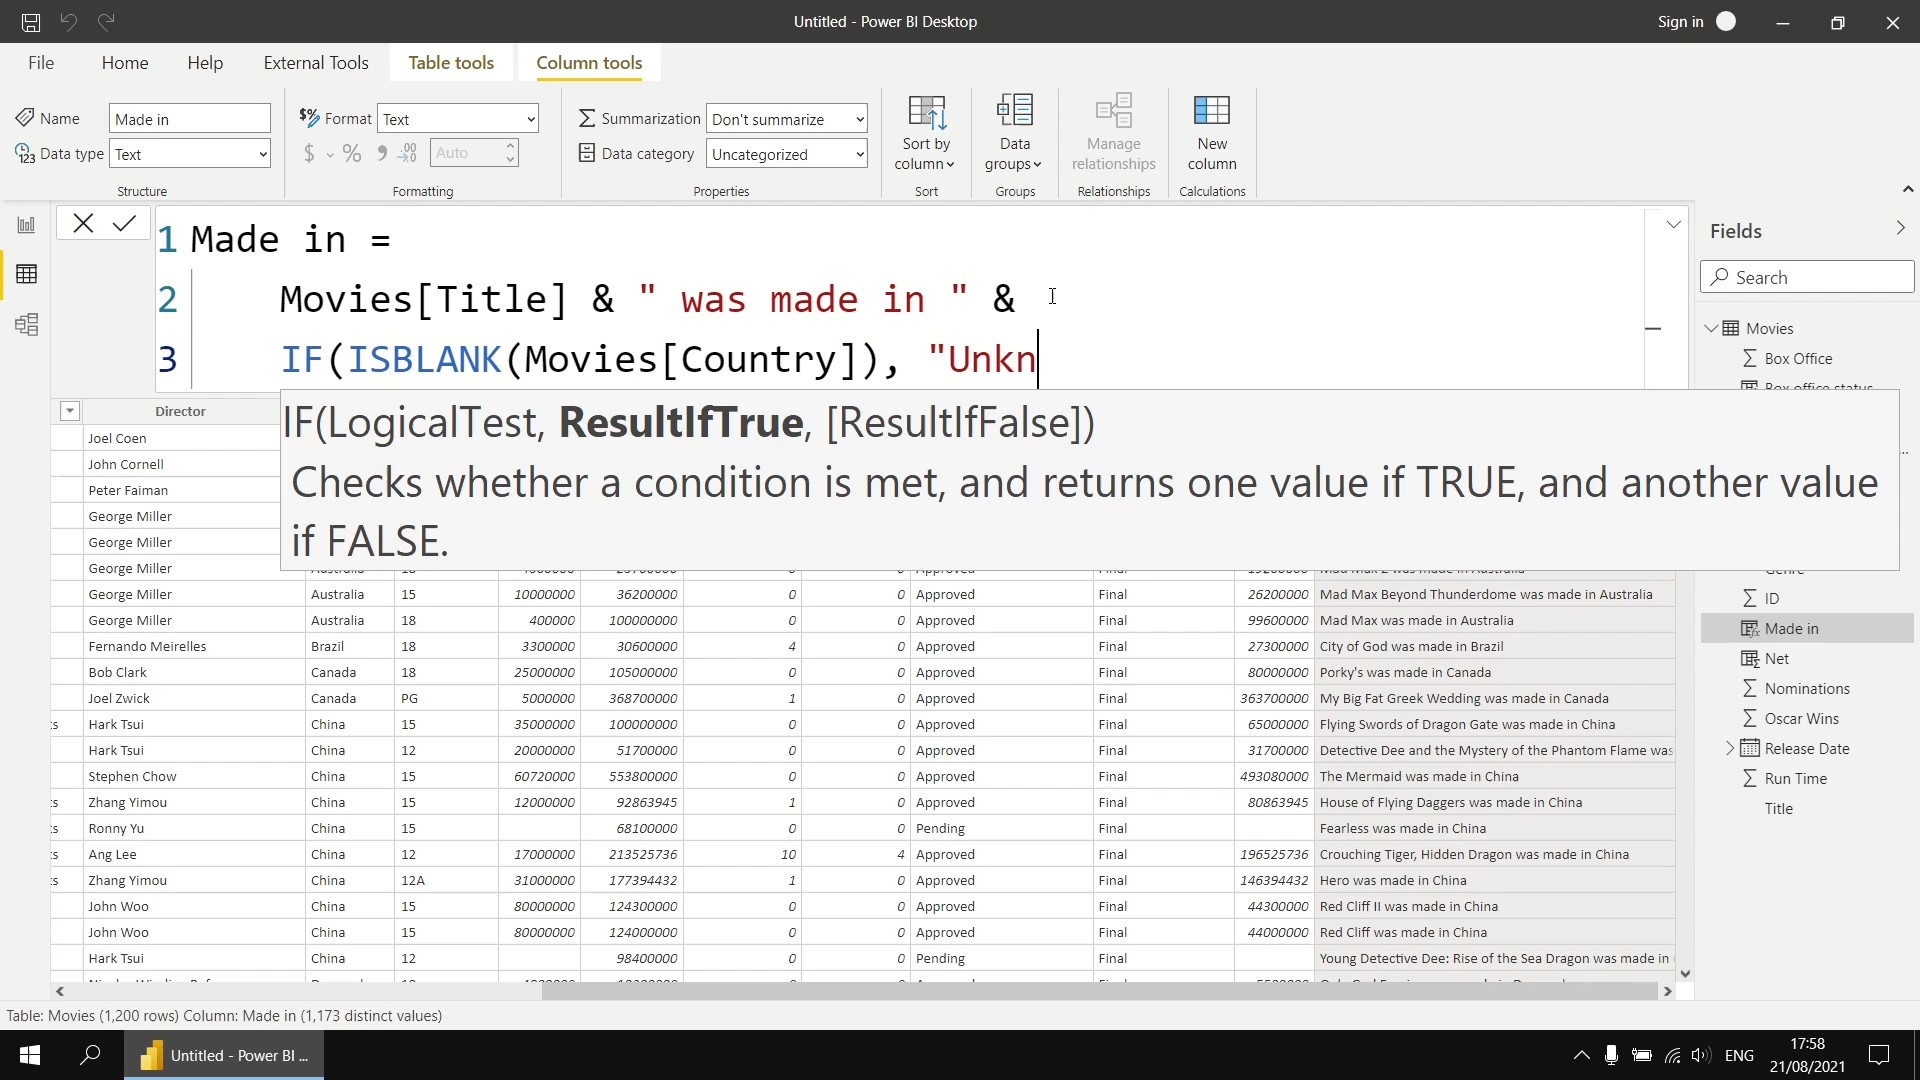 Untitled - Power BI Desktop
Sign in
File Home Help External Tools Table tools Column tools
Name Made in
Format Text
Summarization Don't summarize
Data type Text
$ % 9 Auto
Data category Uncategorized
Sort by column
Data groups
Manage relationships
New column
Structure Formatting Properties Sort Groups Relationships Calculations
1 Made in =
2 Movies[Title] & " was made in " &
3 IF(ISBLANK(Movies[Country]), "Unkn
IF(LogicalTest, ResultIfTrue, [ResultIfFalse])
Checks whether a condition is met, and returns one value if TRUE, and another value
if FALSE.
Director
Joel Coen
John Cornell
Peter Faiman
George Miller
George Miller
George Miller
George Miller Australia 15 10000000 36200000 0 0 Approved Final 26200000 Mad Max Beyond Thunderdome was made in Australia
George Miller Australia 18 400000 100000000 0 0 Approved Final 99600000 Mad Max was made in Australia
Fernando Meirelles Brazil 18 3300000 30600000 4 0 Approved Final 27300000 City of God was made in Brazil
Bob Clark Canada 18 25000000 105000000 0 0 Approved Final 80000000 Porky's was made in Canada
Joel Zwick Canada PG 5000000 368700000 1 0 Approved Final 363700000 My Big Fat Greek Wedding was made in Canada
s Hark Tsui China 15 35000000 100000000 0 0 Approved Final 65000000 Flying Swords of Dragon Gate was made in China
Hark Tsui China 12 20000000 51700000 0 0 Approved Final 31700000 Detective Dee and the Mystery of the Phantom Flame was
Stephen Chow China 15 60720000 553800000 0 0 Approved Final 493080000 The Mermaid was made in China
s Zhang Yimou China 15 12000000 92863945 1 0 Approved Final 80863945 House of Flying Daggers was made in China
s Ronny Yu China 15 68100000 0 0 Pending Final Fearless was made in China
s Ang Lee China 12 17000000 213525736 10 4 Approved Final 196525736 Crouching Tiger, Hidden Dragon was made in China
s Zhang Yimou China 12A 31000000 177394432 1 0 Approved Final 146394432 Hero was made in China
John Woo China 15 80000000 124300000 0 0 Approved Final 44300000 Red Cliff II was made in China
John Woo China 15 80000000 124000000 0 0 Approved Final 44000000 Red Cliff was made in China
Hark Tsui China 12 98400000 0 0 Pending Final Young Detective Dee: Rise of the Sea Dragon was made in
Fields
Search
Movies
Box Office
Box office status
Genre
ID
Made in
Net
Nominations
Oscar Wins
Release Date
Run Time
Title
Table: Movies (1,200 rows) Column: Made in (1,173 distinct values)
Untitled - Power BI ...
ENG
17:58
21/08/2021